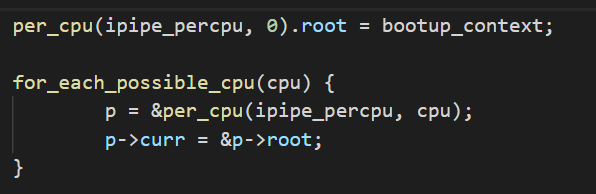 per_cpu(ipipe_percpu, 0).root = bootup_context;
for_each_possible_cpu(cpu) {
p = &per_cpu(ipipe_percpu, cpu);
p->curr = &p->root;
}